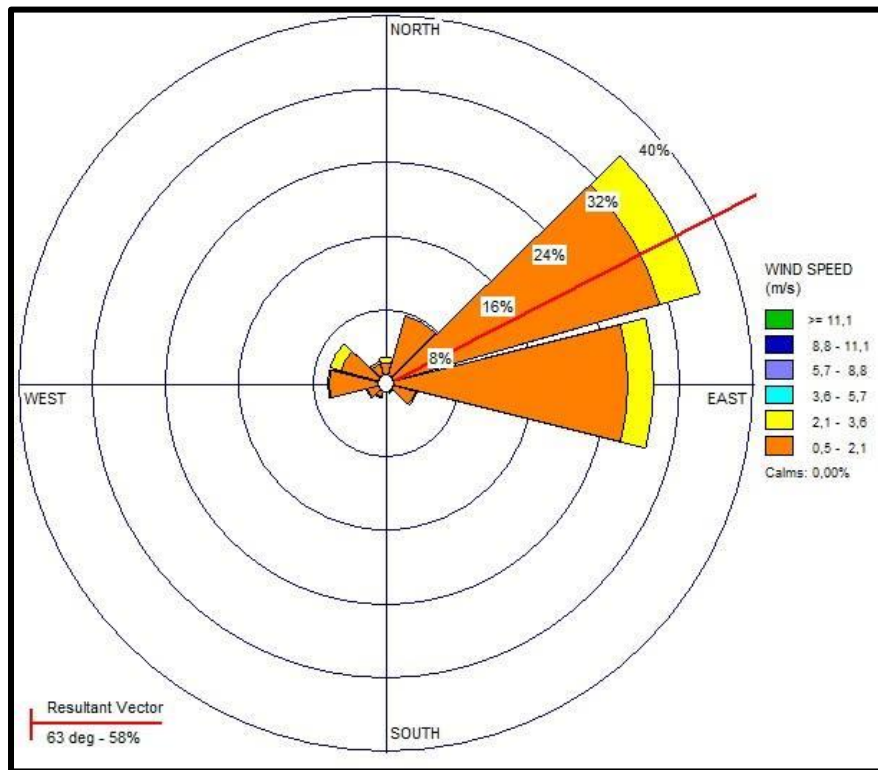 NORTH
40%
32%
24%
16%
8%
WEST
EAST
WIND SPEED
(m/s)
>= 11,1
8,8 - 11,1
5,7 - 8,8
3,6 - 5,7
2,1 - 3,6
0,5 - 2,1
Calms: 0,00%
Resultant Vector
63 deg - 58%
SOUTH